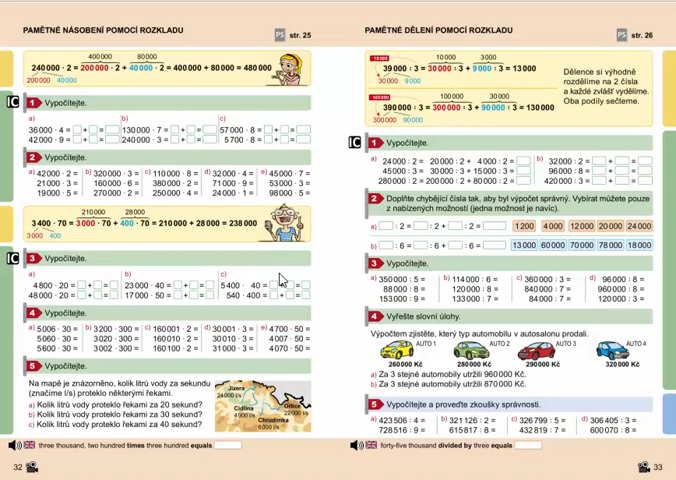 PAMĚTNÉ NÁSOBENÍ POMOCÍ ROZKLADU
PS str. 25
400 000 80 000
240 000 · 2 = 200 000 · 2 + 40 000 · 2 = 400 000 + 80 000 = 480 000
200 000 40 000
1 Vypočítejte.
a) b) c)
36 000 · 4 = + = 130 000 · 7 = + = 57 000 · 8 = + =
42 000 · 9 = + = 240 000 · 3 = + = 5 700 · 8 = + =
2 Vypočítejte.
a) 42 000 · 2 = b) 320 000 · 3 = c) 110 000 · 8 = d) 32 000 · 4 = e) 45 000 · 7 =
21 000 · 3 = 160 000 · 6 = 380 000 · 2 = 71 000 · 9 = 53 000 · 3 =
19 000 · 5 = 270 000 · 2 = 250 000 · 4 = 24 000 · 1 = 98 000 · 5 =
210 000 28 000
3 400 · 70 = 3 000 · 70 + 400 · 70 = 210 000 + 28 000 = 238 000
3 000 400
3 Vypočítejte.
a) b) c)
4 800 · 20 = + = 23 000 · 40 = + = 5 400 · 40 = + =
48 000 · 20 = + = 17 000 · 50 = + = 540 · 400 = + =
4 Vypočítejte.
a) 5 006 · 30 = b) 3 200 · 300 = c) 160 001 · 2 = d) 30 001 · 3 = e) 4 700 · 50 =
5 060 · 30 = 3 020 · 300 = 160 010 · 2 = 30 010 · 3 = 4 007 · 50 =
5 600 · 30 = 3 002 · 300 = 160 100 · 2 = 31 000 · 3 = 4 070 · 50 =
5 Vypočítejte.
Na mapě je znázorněno, kolik litrů vody za sekundu
(značíme l/s) proteklo některými řekami.
a) Kolik litrů vody proteklo řekami za 20 sekund?
b) Kolik litrů vody proteklo řekami za 30 sekund?
c) Kolik litrů vody proteklo řekami za 40 sekund?
Jizera
24 000 l/s
Cidlina
4 900 l/s
Orlice
22 000 l/s
Chrudimka
6 000 l/s
three thousand, two hundred times three hundred equals
32
PAMĚTNÉ DĚLENÍ POMOCÍ ROZKLADU
PS str. 26
10 000 10 000 3 000
39 000 : 3 = 30 000 : 3 + 9 000 : 3 = 13 000
30 000 9 000
100 000 100 000 30 000
390 000 : 3 = 300 000 : 3 + 90 000 : 3 = 130 000
300 000 90 000
Dělence si výhodně
rozdělíme na 2 čísla
a každé zvlášť vydělíme.
Oba podíly sečteme.
1 Vypočítejte.
a) 24 000 : 2 = 20 000 : 2 + 4 000 : 2 = b) 32 000 : 2 = + =
45 000 : 3 = 30 000 : 3 + 15 000 : 3 = 96 000 : 8 = + =
280 000 : 2 = 200 000 : 2 + 80 000 : 2 = 420 000 : 3 = + =
2 Doplňte chybějící čísla tak, aby byl výpočet správný. Vybírat můžete pouze
z nabízených možností (jedna možnost je navíc).
a) : 2 = : 2 + : 2 = 1 200 4 000 12 000 20 000 24 000
b) : 6 = : 6 + : 6 = 13 000 60 000 70 000 78 000 18 000
3 Vypočítejte.
a) 350 000 : 5 = b) 114 000 : 6 = c) 360 000 : 3 = d) 96 000 : 8 =
88 000 : 8 = 120 000 : 8 = 840 000 : 7 = 960 000 : 8 =
153 000 : 9 = 133 000 : 7 = 84 000 : 7 = 120 000 : 3 =
4 Vyřešte slovní úlohu.
Výpočtem zjistěte, který typ automobilu v autosalonu prodali.
AUTO 1 AUTO 2 AUTO 3 AUTO 4
260 000 Kč 280 000 Kč 290 000 Kč 320 000 Kč
a) Za 3 stejné automobily utržili 960 000 Kč.
b) Za 3 stejné automobily utržili 870 000 Kč.
5 Vypočítejte a proveďte zkoušky správnosti.
a) 423 506 : 4 = b) 321 126 : 2 = c) 326 799 : 5 = d) 306 405 : 3 =
728 516 : 9 = 615 817 : 8 = 432 819 : 7 = 600 070 : 8 =
forty-five thousand divided by three equals
33